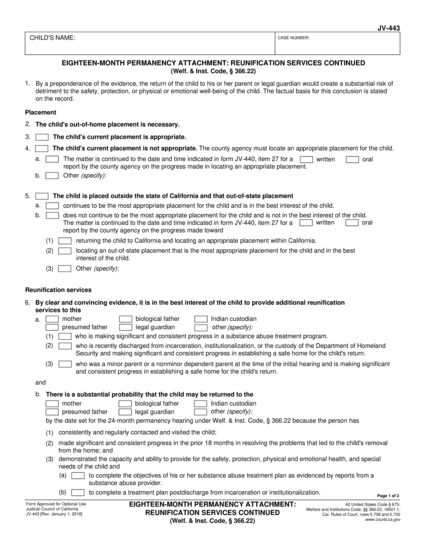 JV-443
CHILD'S NAME:
CASE NUMBER:
EIGHTEEN-MONTH PERMANENCY ATTACHMENT: REUNIFICATION SERVICES CONTINUED
(Welf. & Inst. Code, § 366.22)
1. By a preponderance of the evidence, the return of the child to his or her parent or legal guardian would create a substantial risk of
detriment to the safety, protection, or physical or emotional well-being of the child. The factual basis for this conclusion is stated
on the record.
Placement
2. The child's out-of-home placement is necessary.
3. The child's current placement is appropriate.
4. The child's current placement is not appropriate. The county agency must locate an appropriate placement for the child.
a. The matter is continued to the date and time indicated in form JV-440, item 27 for a written oral
report by the county agency on the progress made in locating an appropriate placement.
b. Other (specify):
5. The child is placed outside the state of California and that out-of-state placement
a. continues to be the most appropriate placement for the child and is in the best interest of the child.
b. does not continue to be the most appropriate placement for the child and is not in the best interest of the child.
The matter is continued to the date and time indicated in form JV-440, item 27 for a written oral
report by the county agency on the progress made toward
(1) returning the child to California and locating an appropriate placement within California.
(2) locating an out-of-state placement that is the most appropriate placement for the child and in the best
interest of the child.
(3) Other (specify):
Reunification services
6. By clear and convincing evidence, it is in the best interest of the child to provide additional reunification
services to this
a. mother biological father Indian custodian
presumed father legal guardian other (specify):
(1) who is making significant and consistent progress in a substance abuse treatment program.
(2) who is recently discharged from incarceration, institutionalization, or the custody of the Department of Homeland
Security and making significant and consistent progress in establishing a safe home for the child's return.
(3) who was a minor parent or a nonminor dependent parent at the time of the initial hearing and is making significant
and consistent progress in establishing a safe home for the child's return.
and
b. There is a substantial probability that the child may be returned to the
mother biological father Indian custodian
presumed father legal guardian other (specify):
by the date set for the 24-month permanency hearing under Welf. & Inst. Code, § 366.22 because the person has
(1) consistently and regularly contacted and visited the child;
(2) made significant and consistent progress in the prior 18 months in resolving the problems that led to the child's removal
from the home; and
(3) demonstrated the capacity and ability to provide for the safety, protection, physical and emotional health, and special
needs of the child and
(a) to complete the objectives of his or her substance abuse treatment plan as evidenced by reports from a
substance abuse provider.
(b) to complete a treatment plan postdischarge from incarceration or institutionalization.
Page 1 of 2
Form Approved for Optional Use
Judicial Council of California
JV-443 [Rev. January 1, 2018]
EIGHTEEN-MONTH PERMANENCY ATTACHMENT:
REUNIFICATION SERVICES CONTINUED
(Welf. & Inst. Code, § 366.22)
42 United States Code § 675;
Welfare and Institutions Code, §§ 366.22, 16501.1;
Cal. Rules of Court, rules 5.708 and 5.720
www.courts.ca.gov